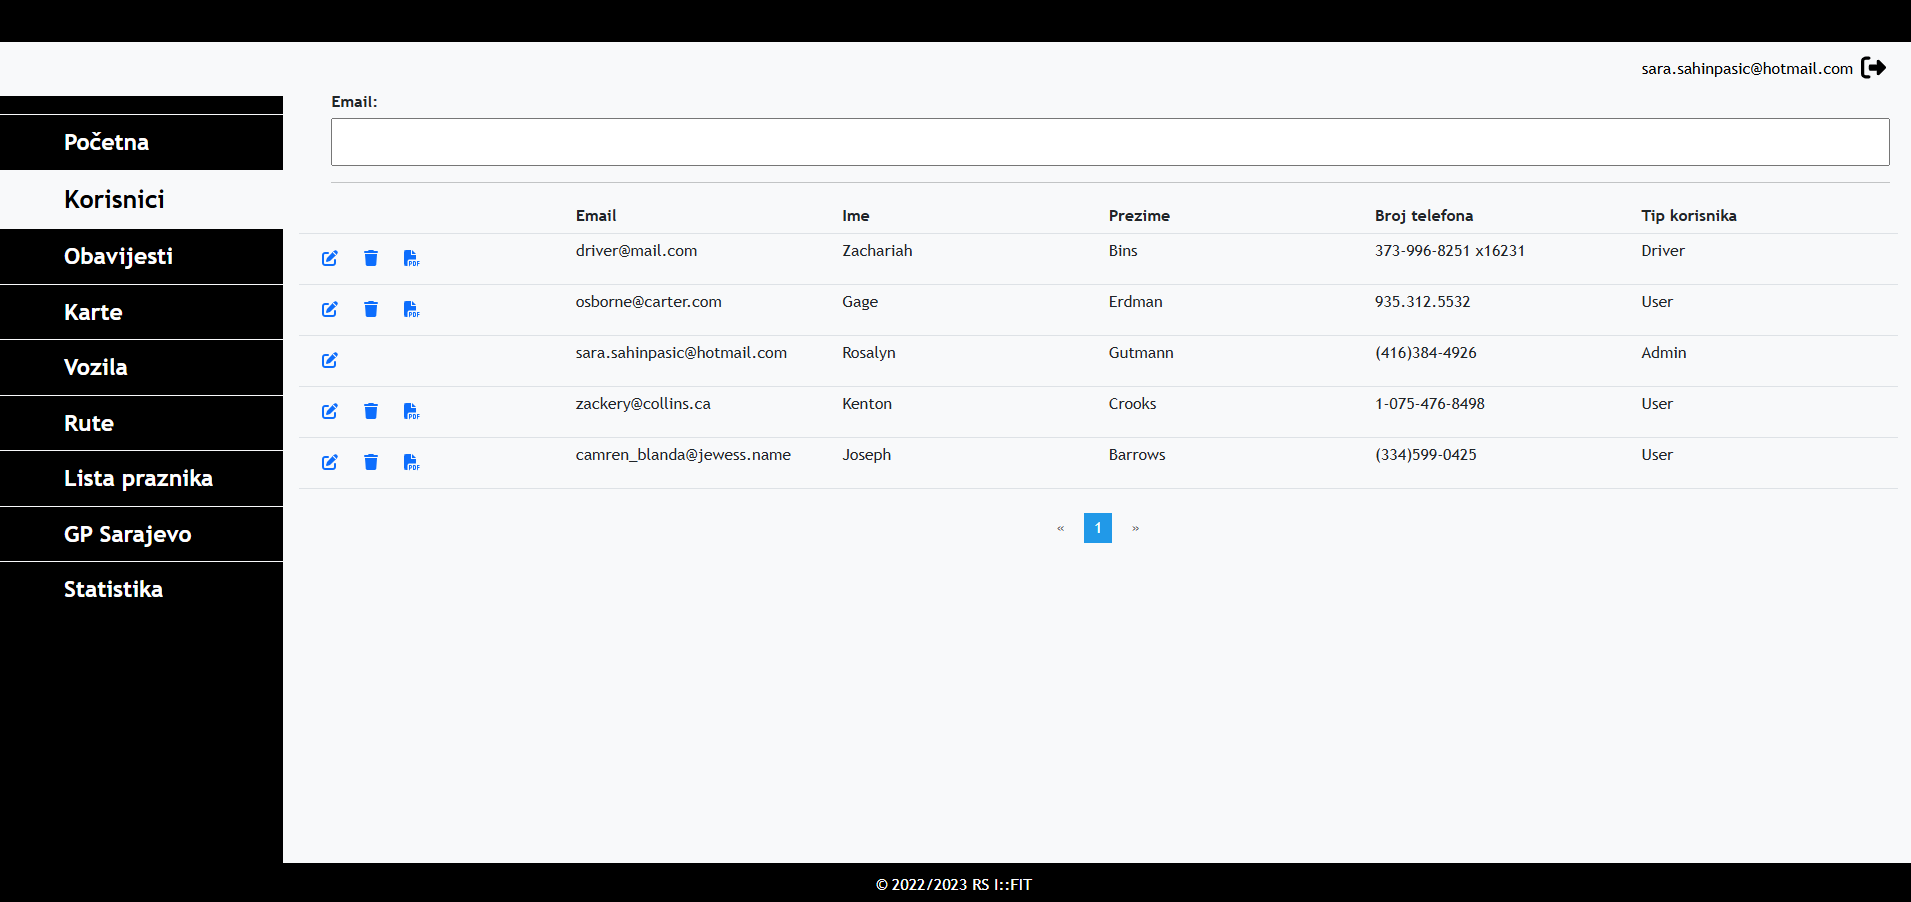 sara.sahinpasic@hotmail.com
Početna
Korisnici
Obavijesti
Karte
Vozila
Rute
Lista praznika
GP Sarajevo
Statistika
Email:
Email Ime Prezime Broj telefona Tip korisnika
PDF driver@mail.com Zachariah Bins 373-996-8251 x16231 Driver
PDF osborne@carter.com Gage Erdman 935.312.5532 User
sara.sahinpasic@hotmail.com Rosalyn Gutmann (416)384-4926 Admin
PDF zackery@collins.ca Kenton Crooks 1-075-476-8498 User
PDF camren_blanda@jewess.name Joseph Barrows (334)599-0425 User
« 1 »
© 2022/2023 RS I::FIT